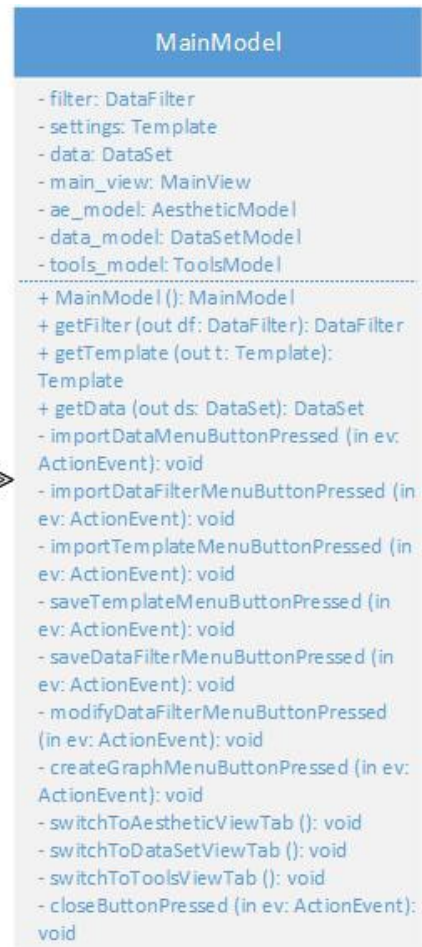 MainModel
- filter: DataFilter
- settings: Template
- data: DataSet
- main_view: MainView
- ae_model: AestheticModel
- data_model: DataSetModel
- tools_model: ToolsModel
+ MainModel (): MainModel
+ getFilter (out df: DataFilter): DataFilter
+ getTemplate (out t: Template):
Template
+ getData (out ds: DataSet): DataSet
- importDataMenuButtonPressed (in ev:
ActionEvent): void
- importDataFilterMenuButtonPressed (in
ev: ActionEvent): void
- importTemplateMenuButtonPressed (in
ev: ActionEvent): void
- saveTemplateMenuButtonPressed (in
ev: ActionEvent): void
- saveDataFilterMenuButtonPressed (in
ev: ActionEvent): void
- modifyDataFilterMenuButtonPressed
(in ev: ActionEvent): void
- createGraphMenuButtonPressed (in ev:
ActionEvent): void
- switchToAestheticViewTab (): void
- switchToDataSetViewTab (): void
- switchToToolsViewTab (): void
- closeButtonPressed (in ev: ActionEvent):
void